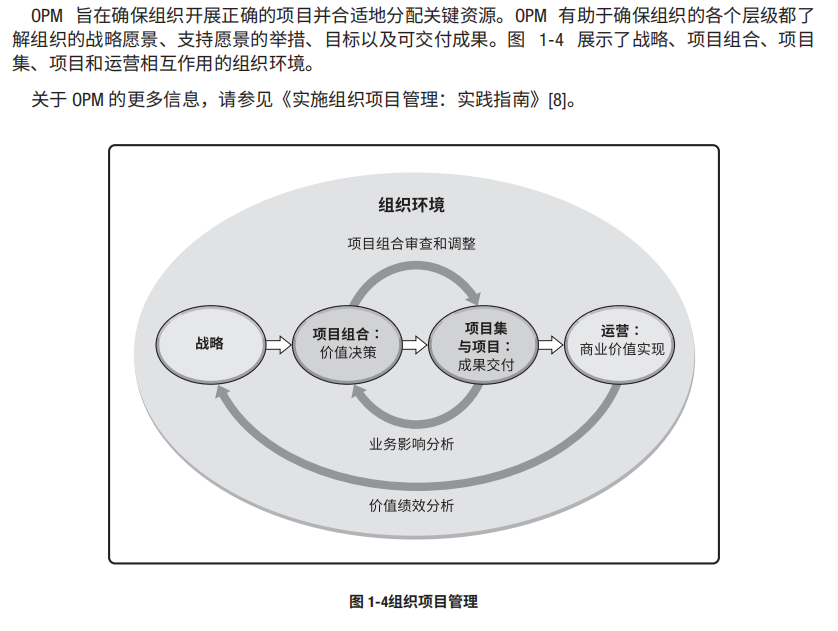 OPM 旨在确保组织开展正确的项目并合适地分配关键资源。OPM 有助于确保组织的各个层级都了
解组织的战略愿景、支持愿景的举措、目标以及可交付成果。图 1-4 展示了战略、项目组合、项目
集、项目和运营相互作用的组织环境。
关于 OPM 的更多信息，请参见《实施组织项目管理：实践指南》[8]。
组织环境
项目组合审查和调整
战略
项目组合：
价值决策
项目集
与项目：
成果交付
运营：
商业价值实现
业务影响分析
价值绩效分析
图 1-4组织项目管理